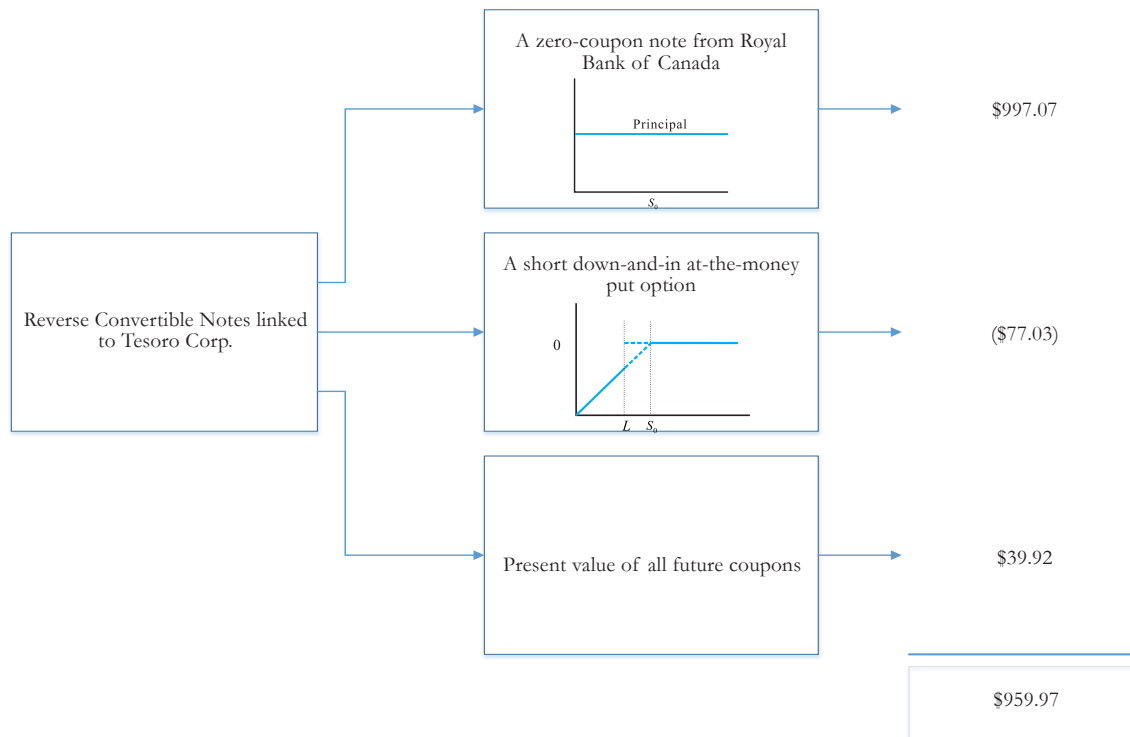 A zero-coupon note from Royal
Bank of Canada
Principal
S₀
$997.07
Reverse Convertible Notes linked
to Tesoro Corp.
A short down-and-in at-the-money
put option
0
L S₀
($77.03)
Present value of all future coupons
$39.92
$959.97